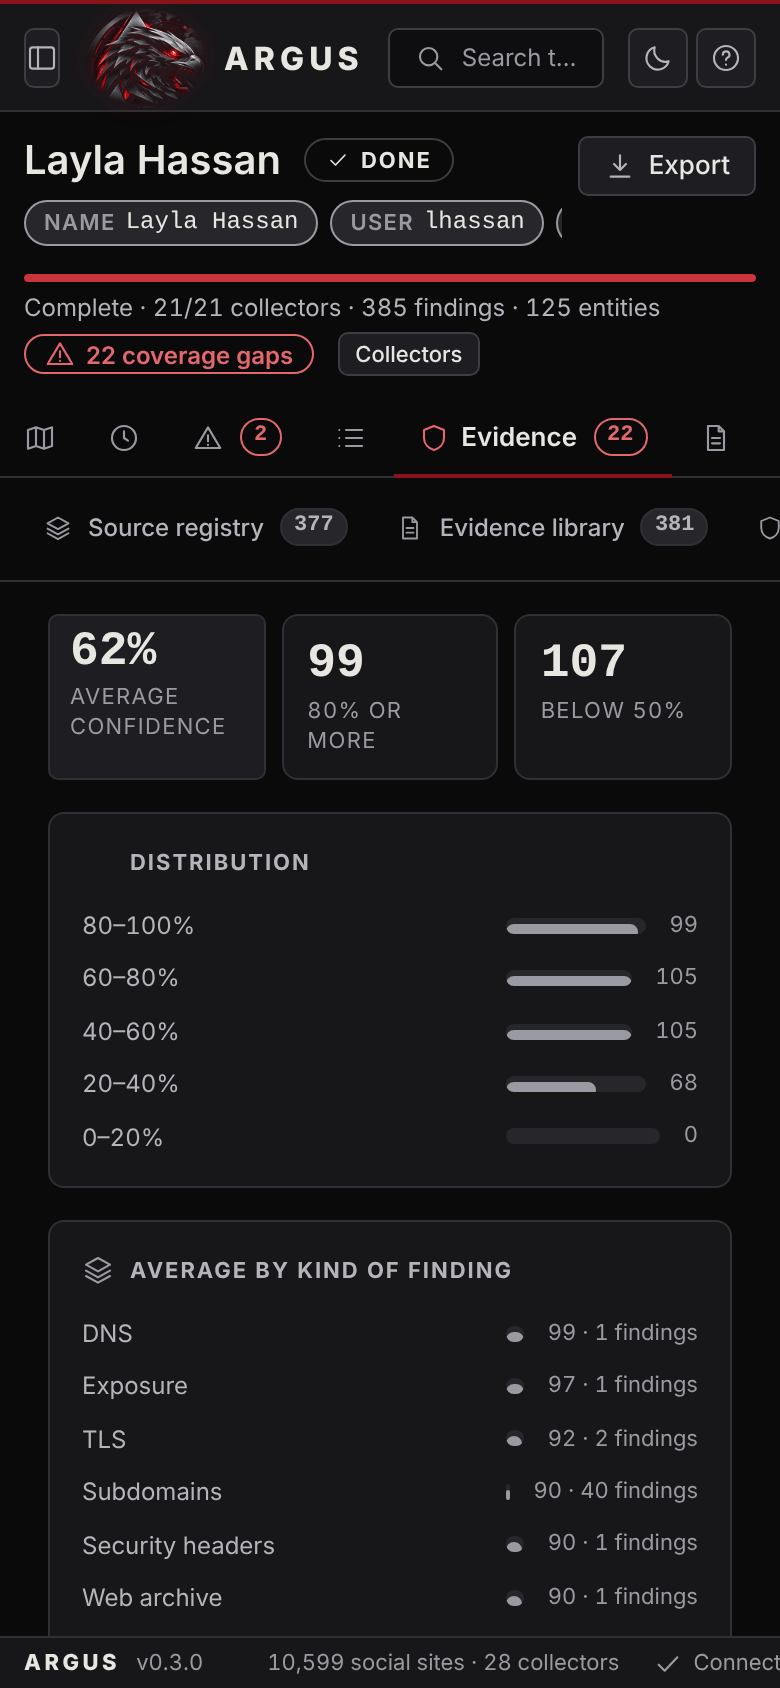 ARGUS
Search t...
Layla Hassan
DONE
Export
NAME Layla Hassan
USER lhassan
Complete · 21/21 collectors · 385 findings · 125 entities
22 coverage gaps
Collectors
2
Evidence 22
Source registry 377
Evidence library 381
62%
AVERAGE
CONFIDENCE
99
80% OR
MORE
107
BELOW 50%
DISTRIBUTION
80–100% 99
60–80% 105
40–60% 105
20–40% 68
0–20% 0
AVERAGE BY KIND OF FINDING
DNS 99 · 1 findings
Exposure 97 · 1 findings
TLS 92 · 2 findings
Subdomains 90 · 40 findings
Security headers 90 · 1 findings
Web archive 90 · 1 findings
ARGUS v0.3.0 10,599 social sites · 28 collectors Connect